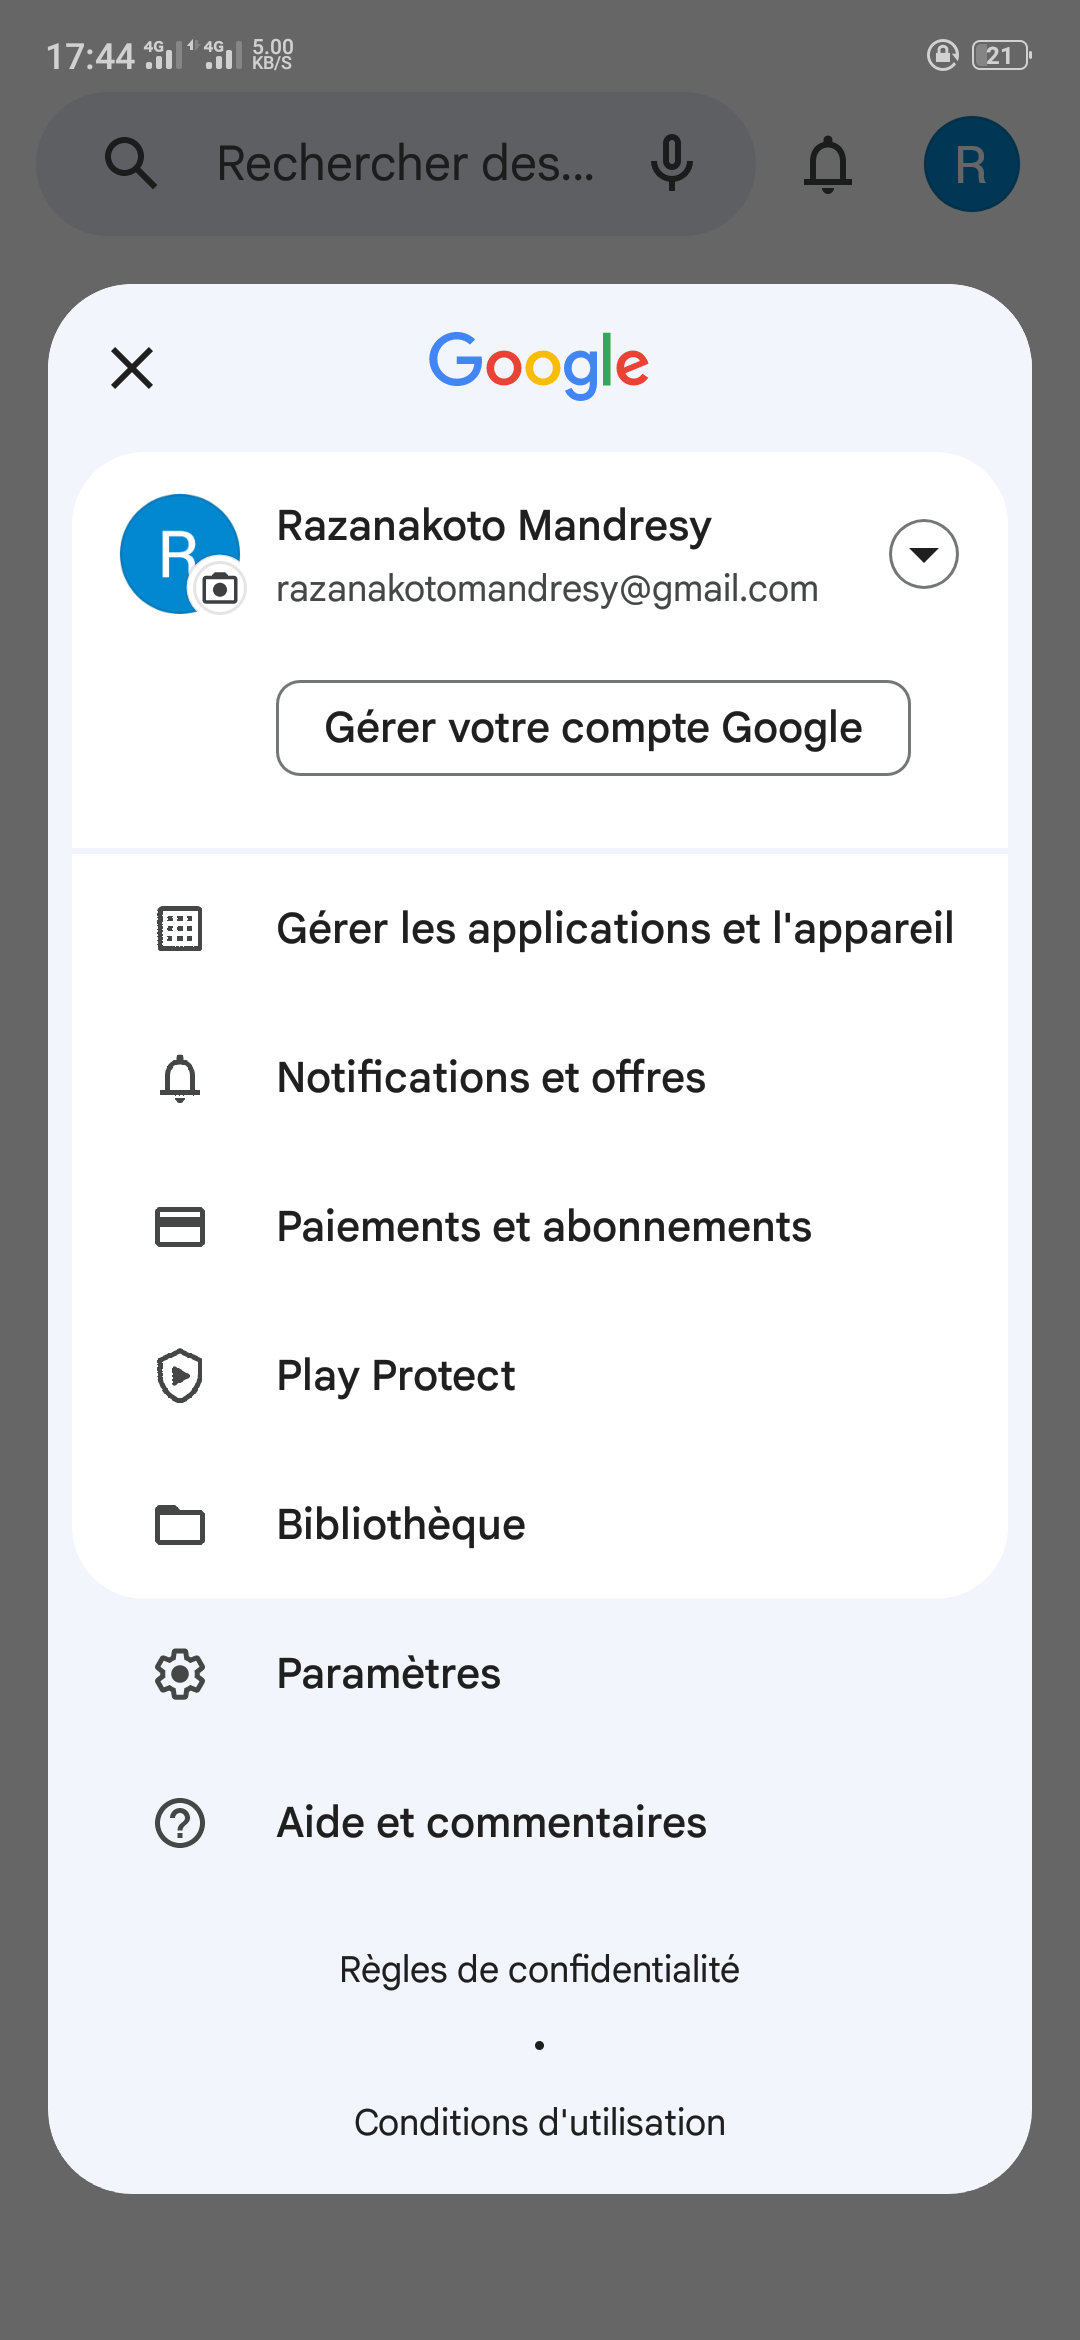 17:44 4G 4G 5.00 KB/S 21
Rechercher des...
R
Google
R
Razanakoto Mandresy
razanakotomandresy@gmail.com
Gérer votre compte Google
Gérer les applications et l'appareil
Notifications et offres
Paiements et abonnements
Play Protect
Bibliothèque
Paramètres
Aide et commentaires
Règles de confidentialité
•
Conditions d'utilisation